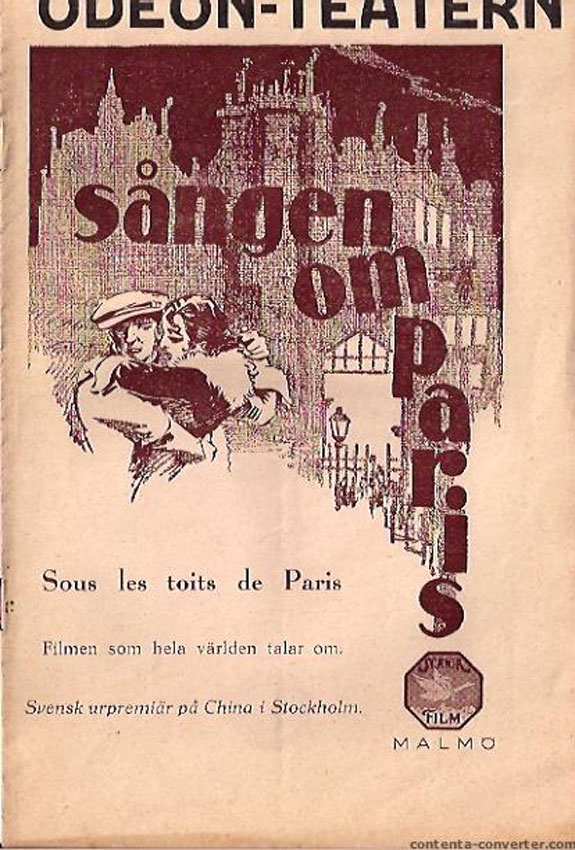 ODEON-TEATERN
sången
om
paris
Sous les toits de Paris
Filmen som hela världen talar om.
Svensk urpremiär på China i Stockholm.
FILM
MALMÖ
contenta-converter.com